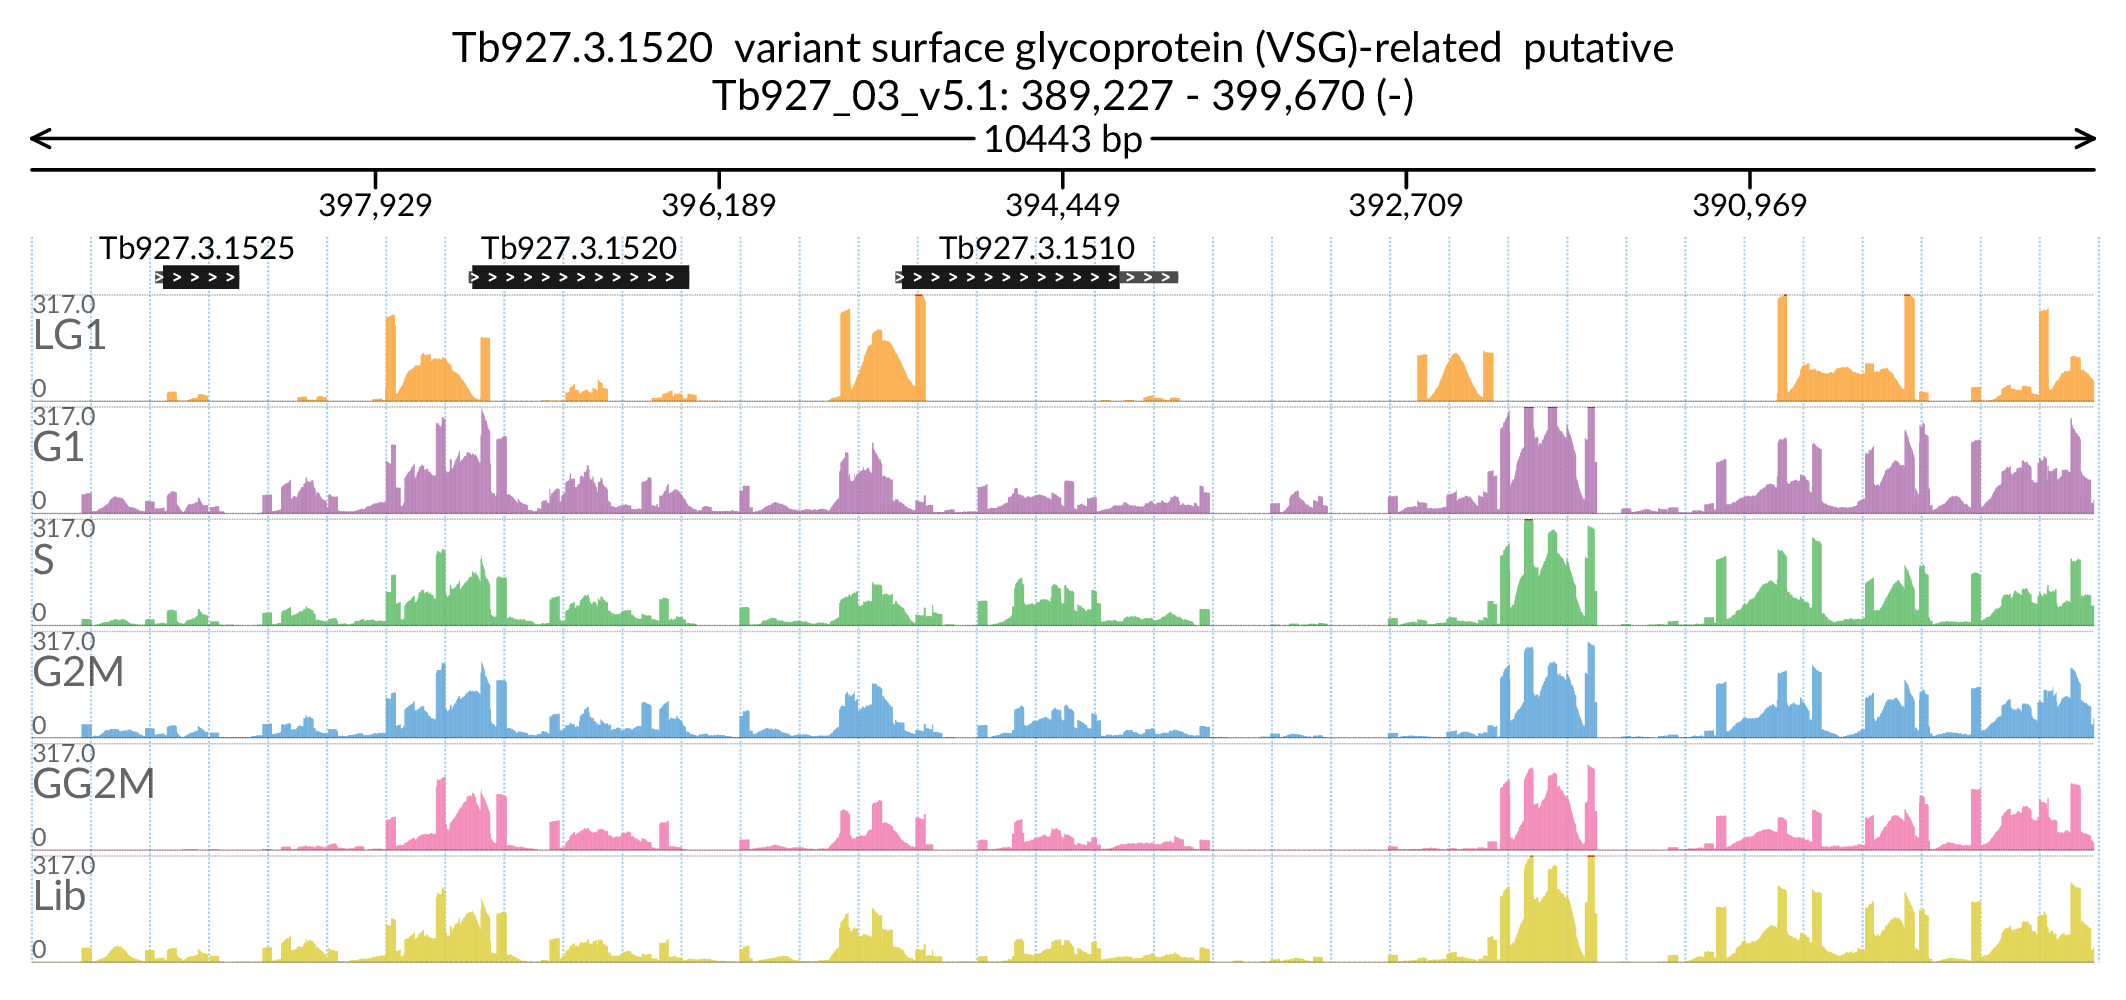 Tb927.3.1520  variant surface glycoprotein (VSG)-related  putative
Tb927_03_v5.1: 389,227 - 399,670 (-)
10443 bp
397,929 396,189 394,449 392,709 390,969
Tb927.3.1525 Tb927.3.1520 Tb927.3.1510
317.0
LG1
0
317.0
G1
0
317.0
S
0
317.0
G2M
0
317.0
GG2M
0
317.0
Lib
0